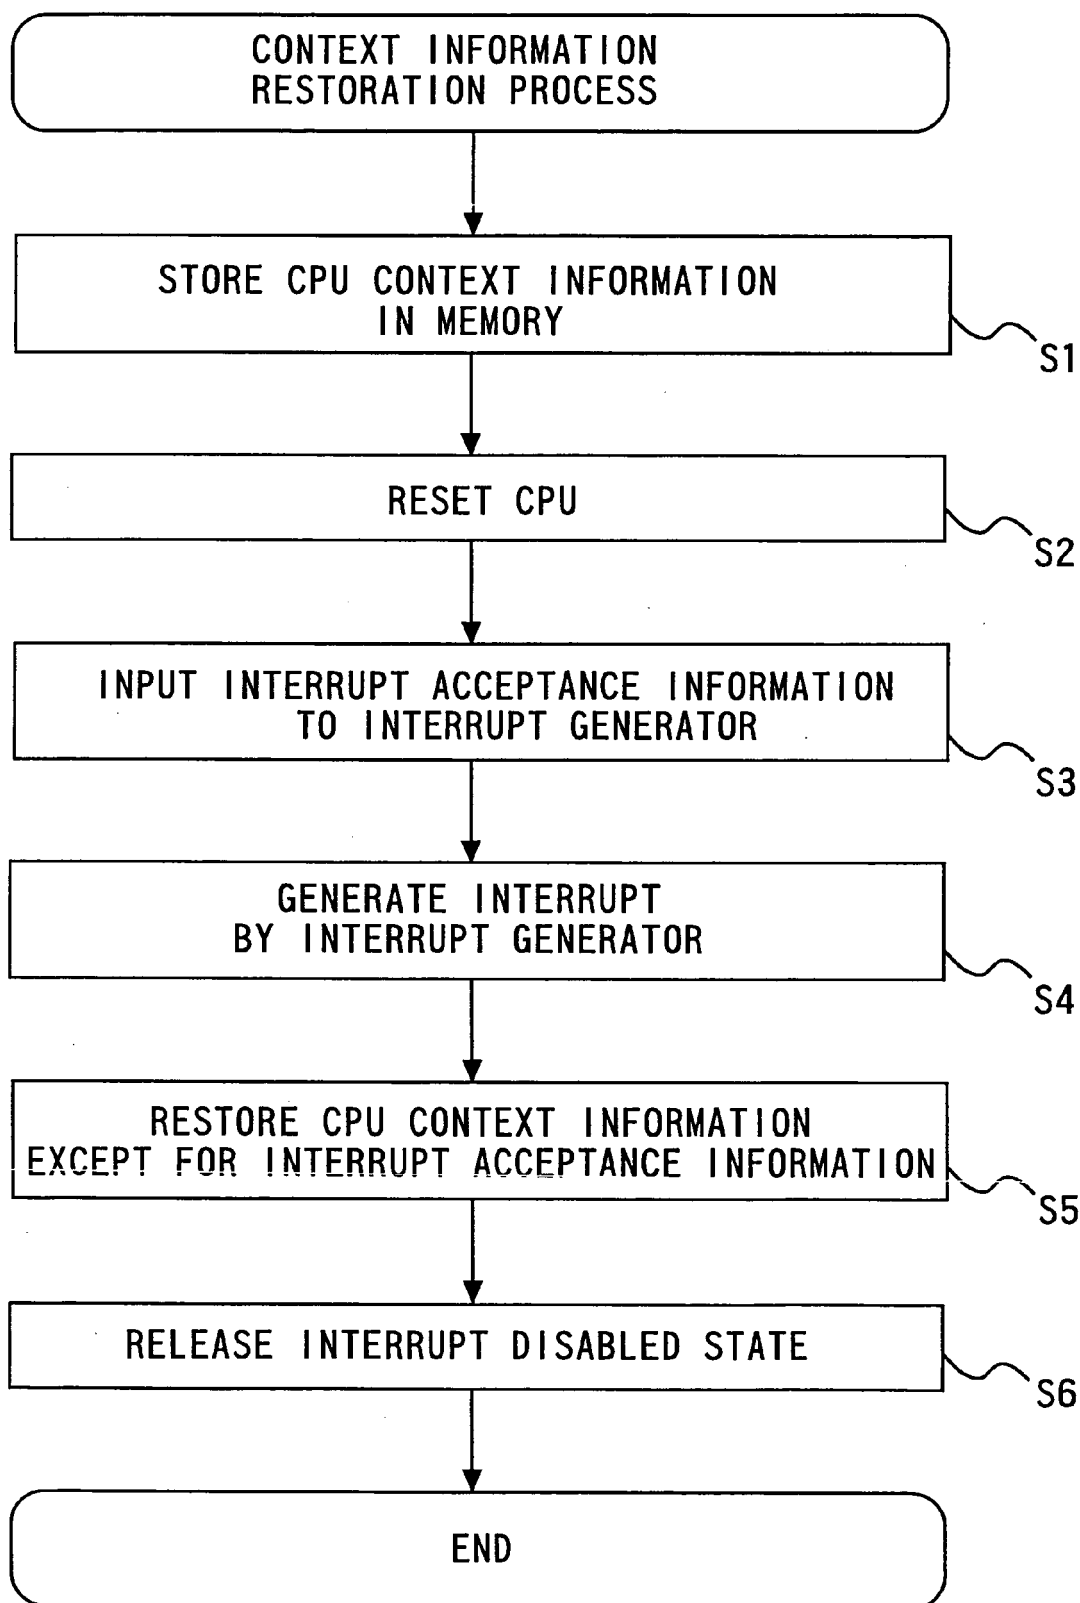 CONTEXT INFORMATION
RESTORATION PROCESS
STORE CPU CONTEXT INFORMATION
IN MEMORY
S1
RESET CPU
S2
INPUT INTERRUPT ACCEPTANCE INFORMATION
TO INTERRUPT GENERATOR
S3
GENERATE INTERRUPT
BY INTERRUPT GENERATOR
S4
RESTORE CPU CONTEXT INFORMATION
EXCEPT FOR INTERRUPT ACCEPTANCE INFORMATION
S5
RELEASE INTERRUPT DISABLED STATE
S6
END